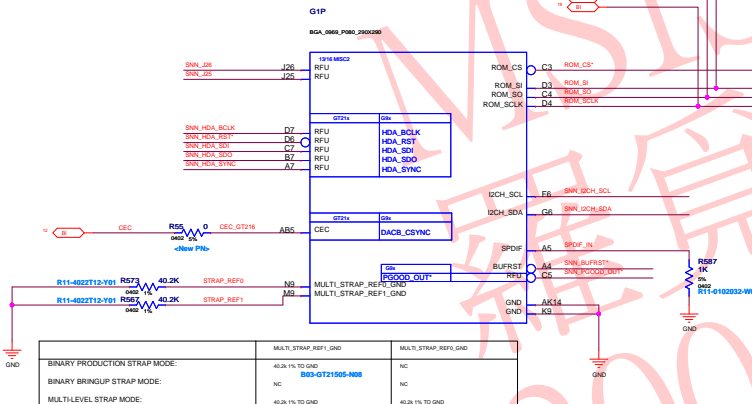 G1P
BGA_0969_P080_290X290
13/16 MISC2
SNN_J26 J26 RFU
SNN_J25 J25 RFU
ROM_CS C3 ROM_CS*
ROM_SI D3 ROM_SI
ROM_SO C4 ROM_SO
ROM_SCLK D4 ROM_SCLK
GT21x G9x
SNN_HDA_BCLK D7 RFU HDA_BCLK
SNN_HDA_RST* D6 RFU HDA_RST
SNN_HDA_SDI C7 RFU HDA_SDI
SNN_HDA_SDO B7 RFU HDA_SDO
SNN_HDA_SYNC A7 RFU HDA_SYNC
I2CH_SCL F6 SNN_I2CH_SCL
I2CH_SDA G6 SNN_I2CH_SDA
GT21x G9x
BI CEC R55 0 CEC_GT216 AB5 CEC DACB_CSYNC
0402 5%
<New PN>
SPDIF A5 SPDIF_IN
BUFRST A4 SNN_BUFRST*
G9x
PGOOD_OUT* RFU C5 SNN_PGOOD_OUT*
R587
1K
5%
0402
R11-0102032-W
GND
R11-4022T12-Y01 R573 40.2K STRAP_REF0 N9 MULTI_STRAP_REF0_GND
0402 1%
R11-4022T12-Y01 R567 40.2K STRAP_REF1 M9 MULTI_STRAP_REF1_GND
0402 1%
GND AK14
GND K9
GND
GND
MULTI_STRAP_REF1_GND MULTI_STRAP_REF0_GND
BINARY PRODUCTION STRAP MODE: 40.2k 1% TO GND NC
B03-GT21505-N08
BINARY BRINGUP STRAP MODE: NC NC
MULTI-LEVEL STRAP MODE: 40.2k 1% TO GND 40.2k 1% TO GND
BI